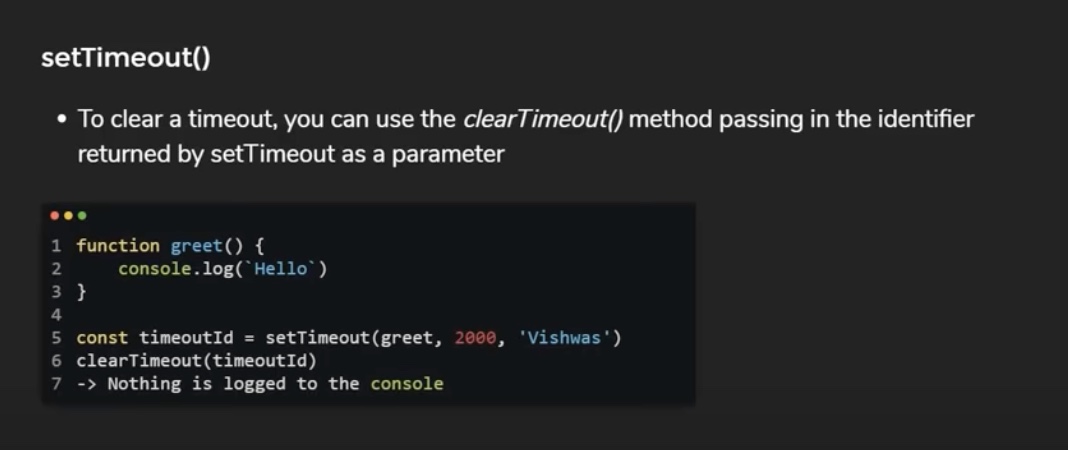 setTimeout()
• To clear a timeout, you can use the clearTimeout() method passing in the identifier
returned by setTimeout as a parameter
1 function greet() {
2     console.log(`Hello`)
3 }
4
5 const timeoutId = setTimeout(greet, 2000, 'Vishwas')
6 clearTimeout(timeoutId)
7 -> Nothing is logged to the console